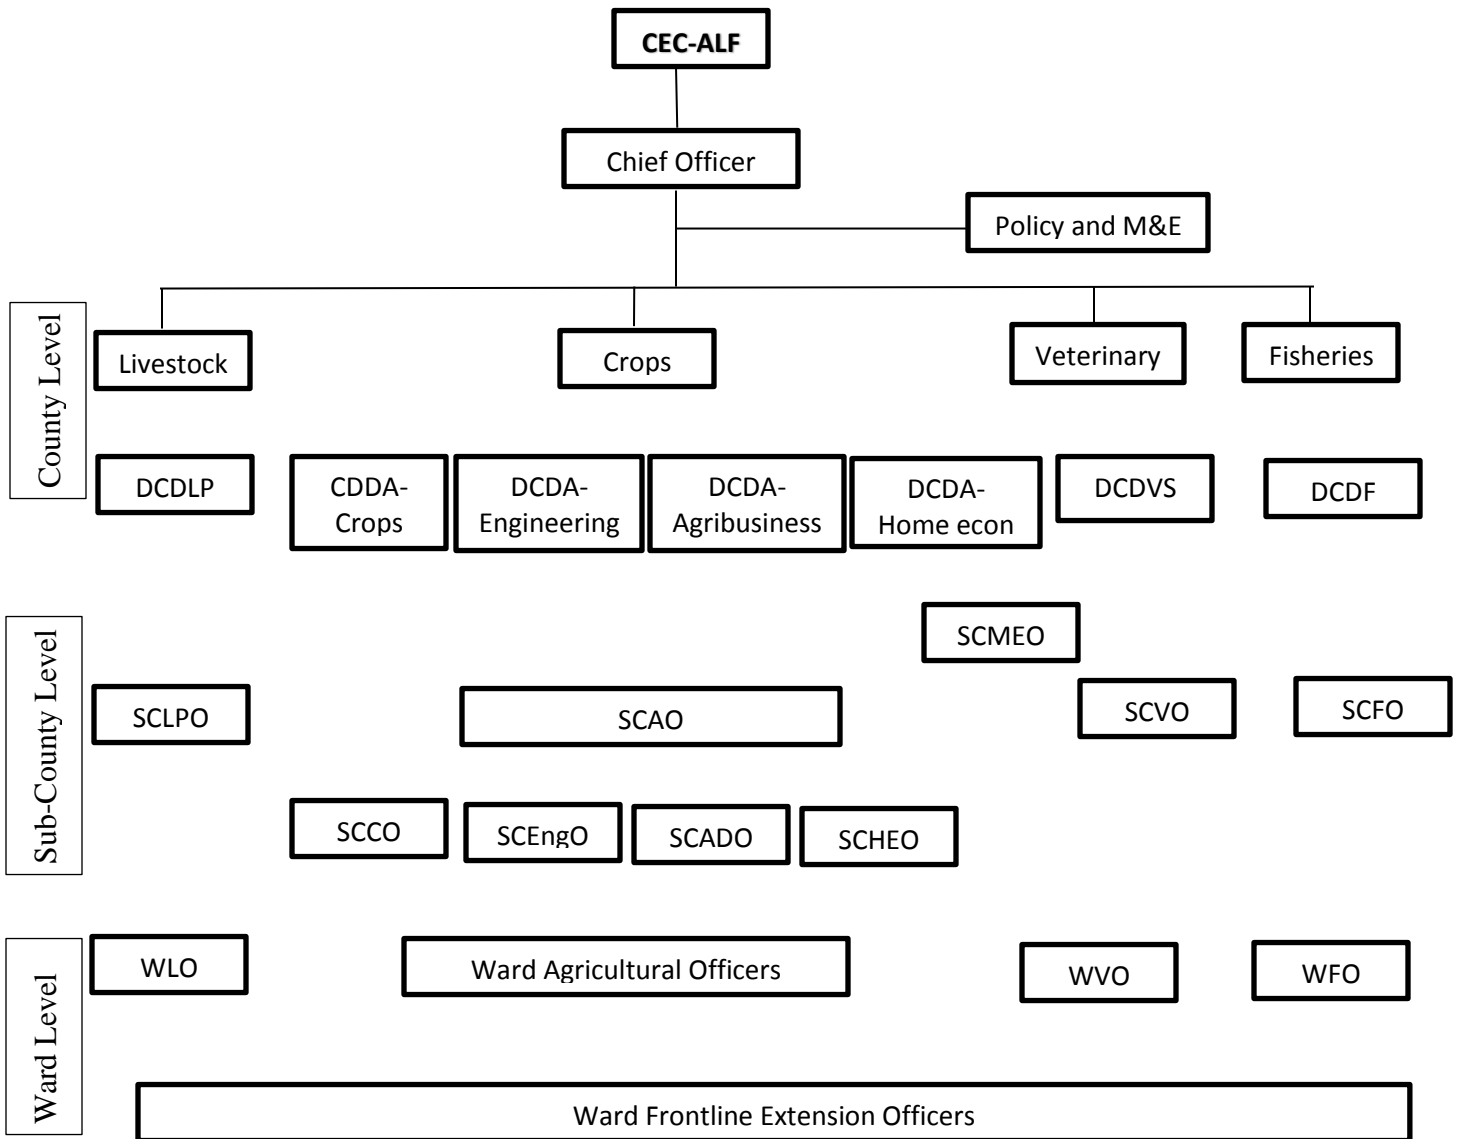 CEC-ALF
Chief Officer
Policy and M&E
County Level
Livestock
Crops
Veterinary
Fisheries
DCDLP
CDDA-
Crops
DCDA-
Engineering
DCDA-
Agribusiness
DCDA-
Home econ
DCDVS
DCDF
Sub-County Level
SCMEO
SCLPO
SCAO
SCVO
SCFO
SCCO
SCEngO
SCADO
SCHEO
Ward Level
WLO
Ward Agricultural Officers
WVO
WFO
Ward Frontline Extension Officers